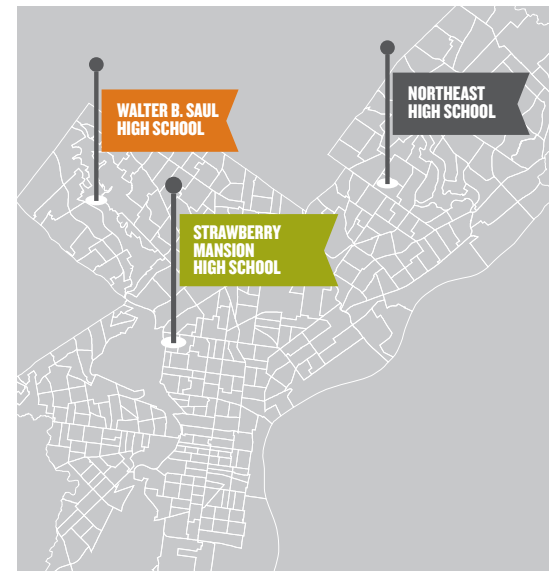 WALTER B. SAUL
HIGH SCHOOL
NORTHEAST
HIGH SCHOOL
STRAWBERRY
MANSION
HIGH SCHOOL